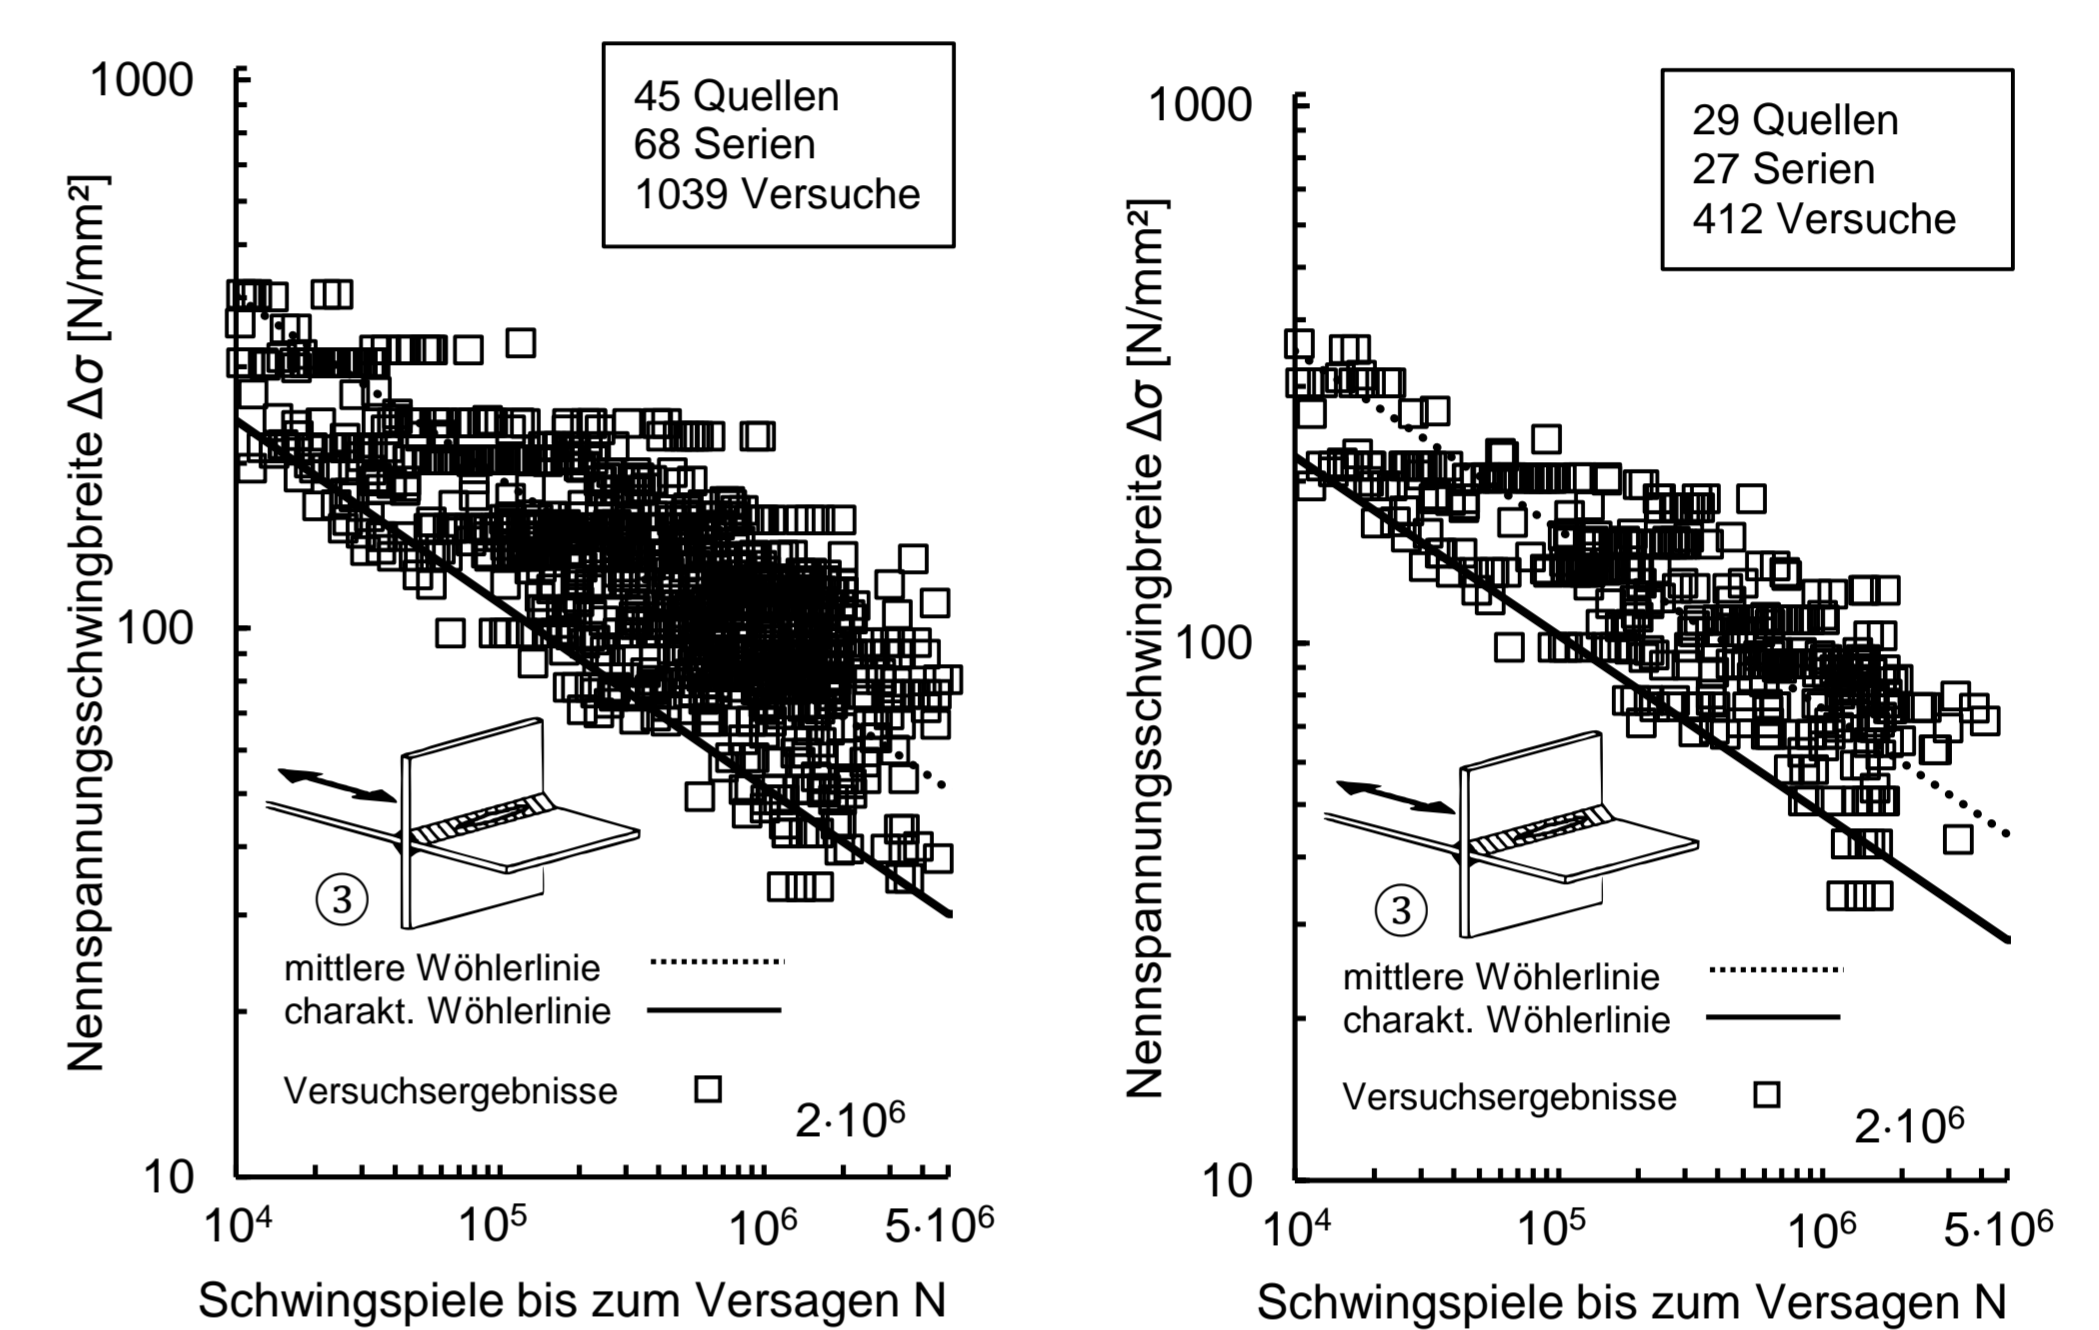 1000
100
10
Nennspannungsschwingbreite Δσ [N/mm²]
45 Quellen
68 Serien
1039 Versuche
③
mittlere Wöhlerlinie
charakt. Wöhlerlinie
Versuchsergebnisse
2·10⁶
10⁴ 10⁵ 10⁶ 5·10⁶
Schwingspiele bis zum Versagen N
1000
100
10
Nennspannungsschwingbreite Δσ [N/mm²]
29 Quellen
27 Serien
412 Versuche
③
mittlere Wöhlerlinie
charakt. Wöhlerlinie
Versuchsergebnisse
2·10⁶
10⁴ 10⁵ 10⁶ 5·10⁶
Schwingspiele bis zum Versagen N